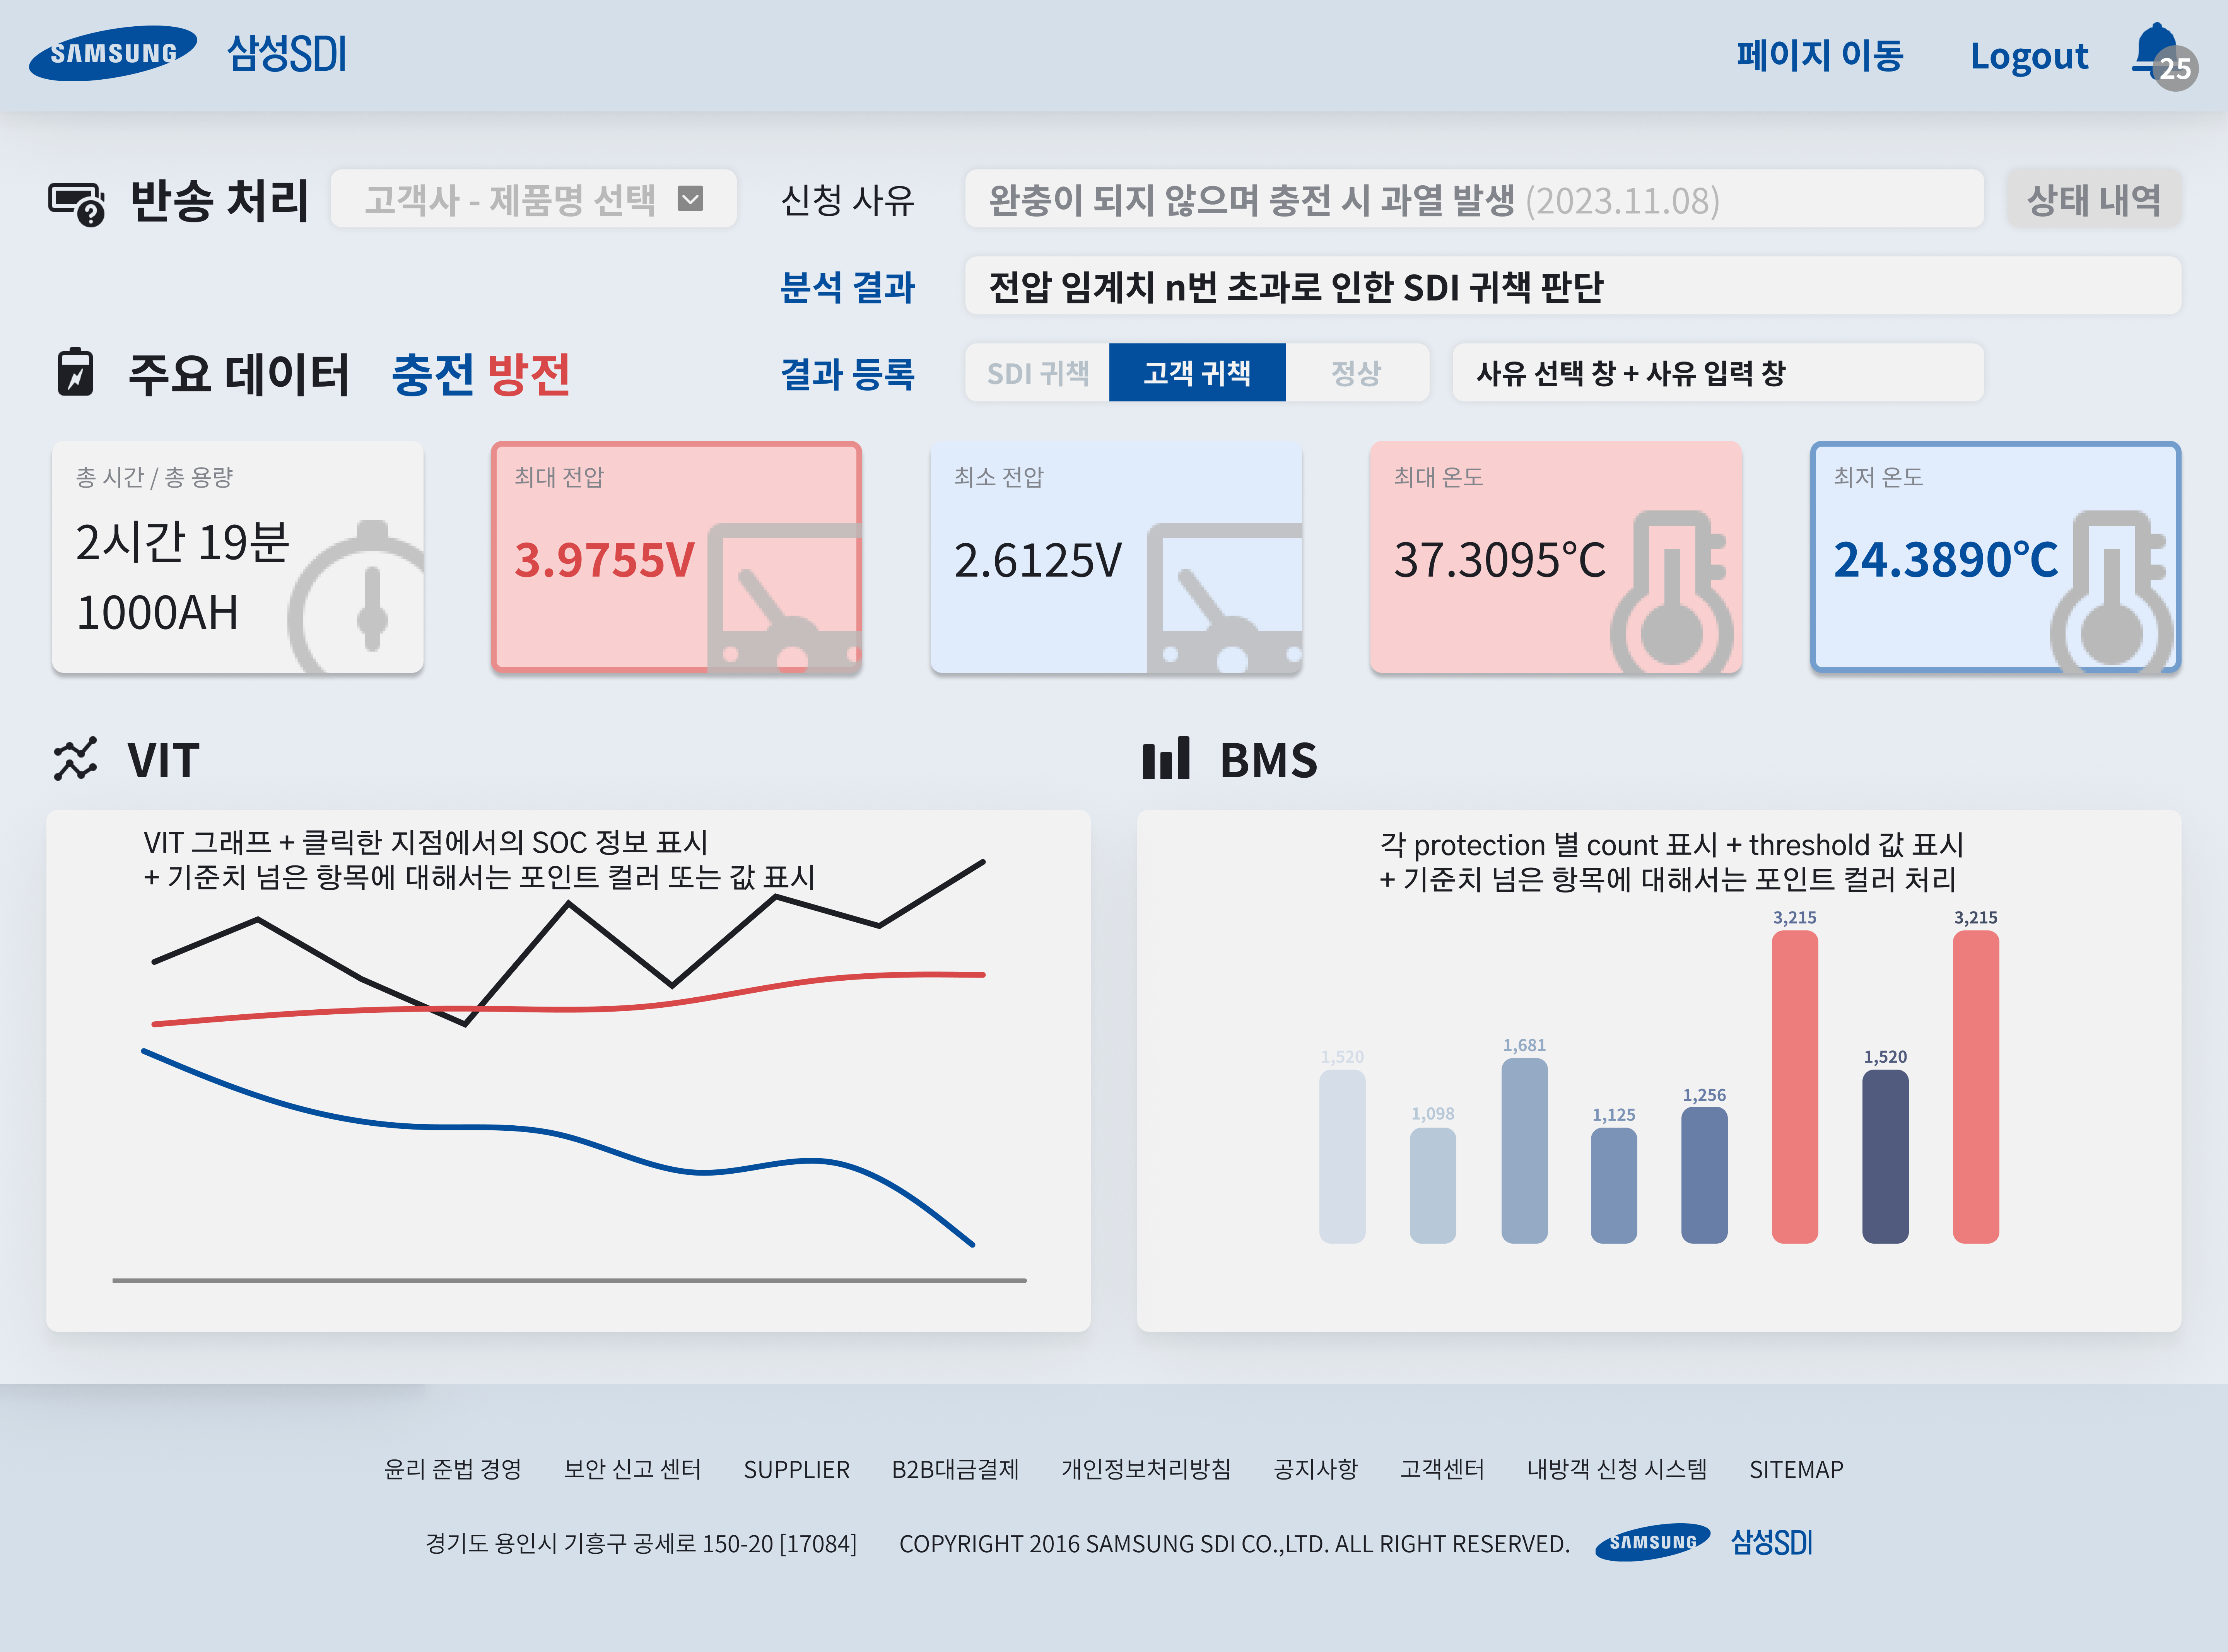 SAMSUNG 삼성SDI 페이지 이동 Logout 25
반송 처리 고객사 - 제품명 선택 신청 사유 완충이 되지 않으며 충전 시 과열 발생 (2023.11.08) 상태 내역
분석 결과 전압 임계치 n번 초과로 인한 SDI 귀책 판단
주요 데이터 충전 방전 결과 등록 SDI 귀책 고객 귀책 정상 사유 선택 창 + 사유 입력 창
총 시간 / 총 용량
2시간 19분
1000AH
최대 전압
3.9755V
최소 전압
2.6125V
최대 온도
37.3095°C
최저 온도
24.3890°C
VIT
VIT 그래프 + 클릭한 지점에서의 SOC 정보 표시
+ 기준치 넘은 항목에 대해서는 포인트 컬러 또는 값 표시
BMS
각 protection 별 count 표시 + threshold 값 표시
+ 기준치 넘은 항목에 대해서는 포인트 컬러 처리
1,520
1,098
1,681
1,125
1,256
3,215
1,520
3,215
윤리 준법 경영 보안 신고 센터 SUPPLIER B2B대금결제 개인정보처리방침 공지사항 고객센터 내방객 신청 시스템 SITEMAP
경기도 용인시 기흥구 공세로 150-20 [17084] COPYRIGHT 2016 SAMSUNG SDI CO.,LTD. ALL RIGHT RESERVED. SAMSUNG 삼성SDI